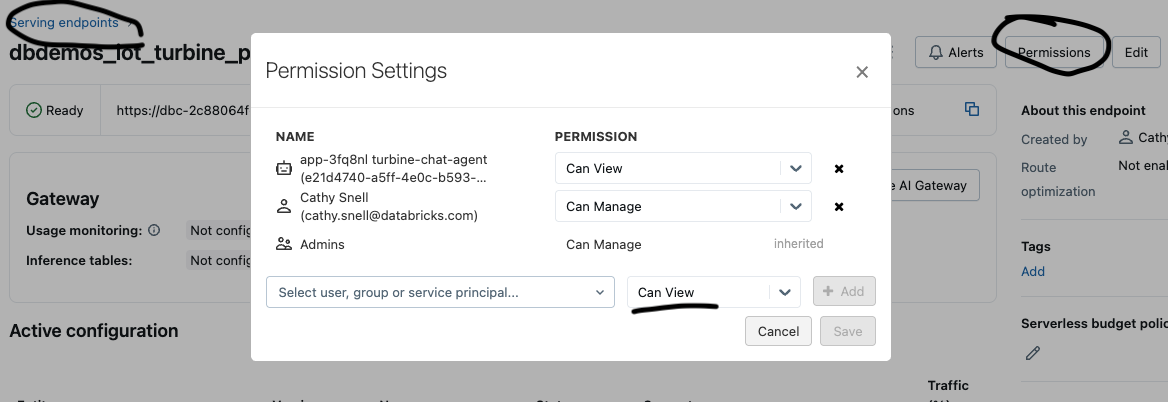 Serving endpoints
dbdemos_iot_turbine_p
Alerts
Permissions
Edit
Ready
https://dbc-2c88064f
ons
Permission Settings
NAME PERMISSION
app-3fq8nl turbine-chat-agent
(e21d4740-a5ff-4e0c-b593-...
Can View
Cathy Snell
(cathy.snell@databricks.com)
Can Manage
Admins Can Manage inherited
Select user, group or service principal... Can View + Add
Cancel Save
Gateway
Usage monitoring: Not config
Inference tables: Not config
e AI Gateway
Active configuration
About this endpoint
Created by Cathy
Route
optimization
Not enal
Tags
Add
Serverless budget polic
Traffic